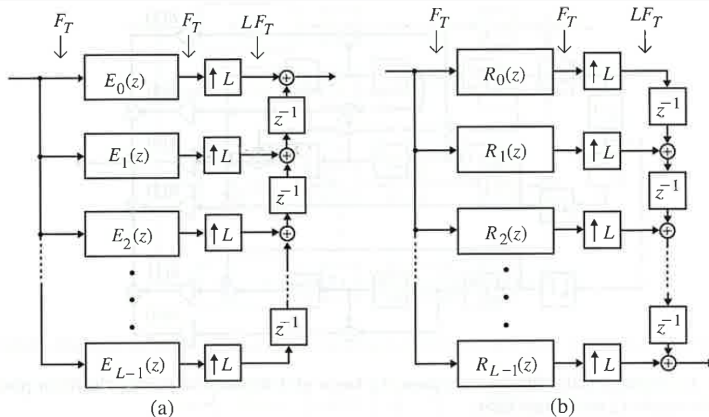 F_T F_T LF_T
E_0(z) ↑ L
z^{-1}
E_1(z) ↑ L
z^{-1}
E_2(z) ↑ L
z^{-1}
E_{L-1}(z) ↑ L
(a)
F_T F_T LF_T
R_0(z) ↑ L
z^{-1}
R_1(z) ↑ L
z^{-1}
R_2(z) ↑ L
z^{-1}
R_{L-1}(z) ↑ L
(b)